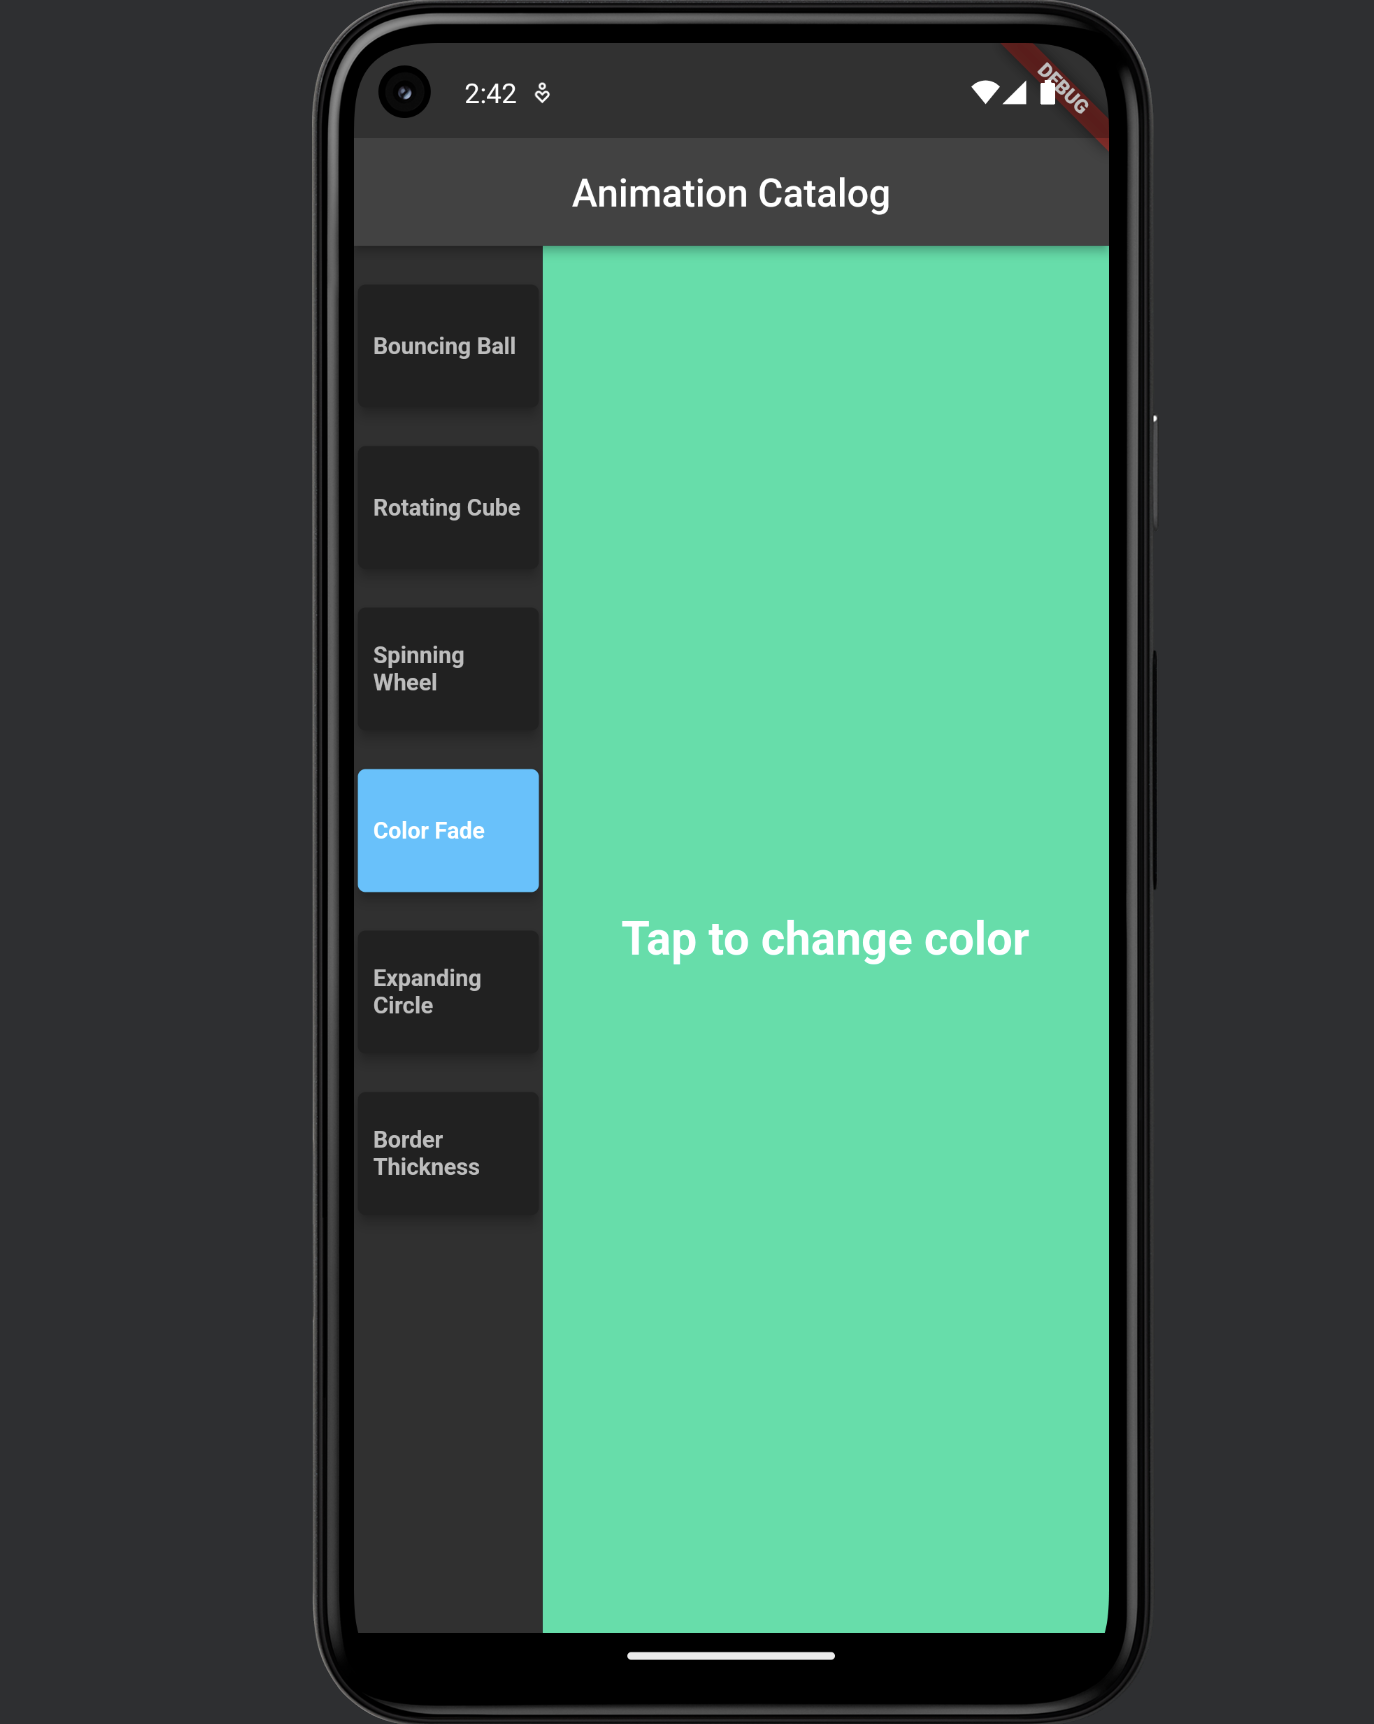 2:42
DEBUG
Animation Catalog
Bouncing Ball
Rotating Cube
Spinning
Wheel
Color Fade
Expanding
Circle
Border
Thickness
Tap to change color